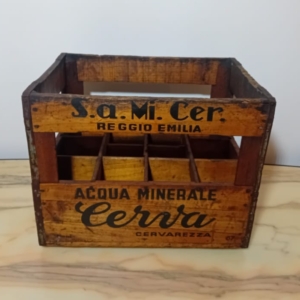 S.a. Mi. Cer.
REGGIO EMILIA
ACQUA MINERALE
Cerva
CERVAREZZA